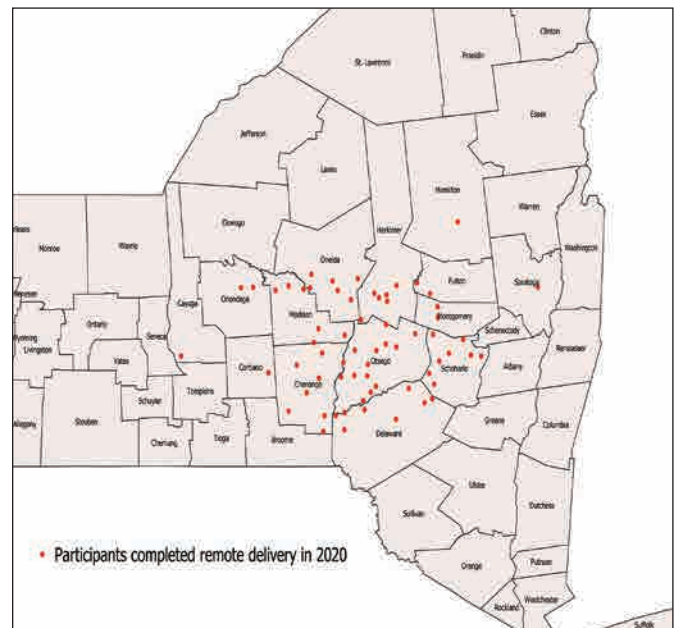 Clinton
Franklin
St. Lawrence
Essex
Jefferson
Lewis
Hamilton
Warren
Oswego
Herkimer
Washington
Oneida
Monroe
Wayne
Fulton
Saratoga
Cayuga
Onondaga
Madison
Montgomery
Ontario
Seneca
Schenectady
Wyoming
Livingston
Yates
Otsego
Rensselaer
Cortland
Schoharie
Albany
Tompkins
Chenango
Schuyler
Steuben
Allegany
Greene
Columbia
Chemung
Tioga
Broome
Delaware
Ulster
Sullivan
Dutchess
• Participants completed remote delivery in 2020
Putnam
Orange
Westchester
Rockland
Suffolk